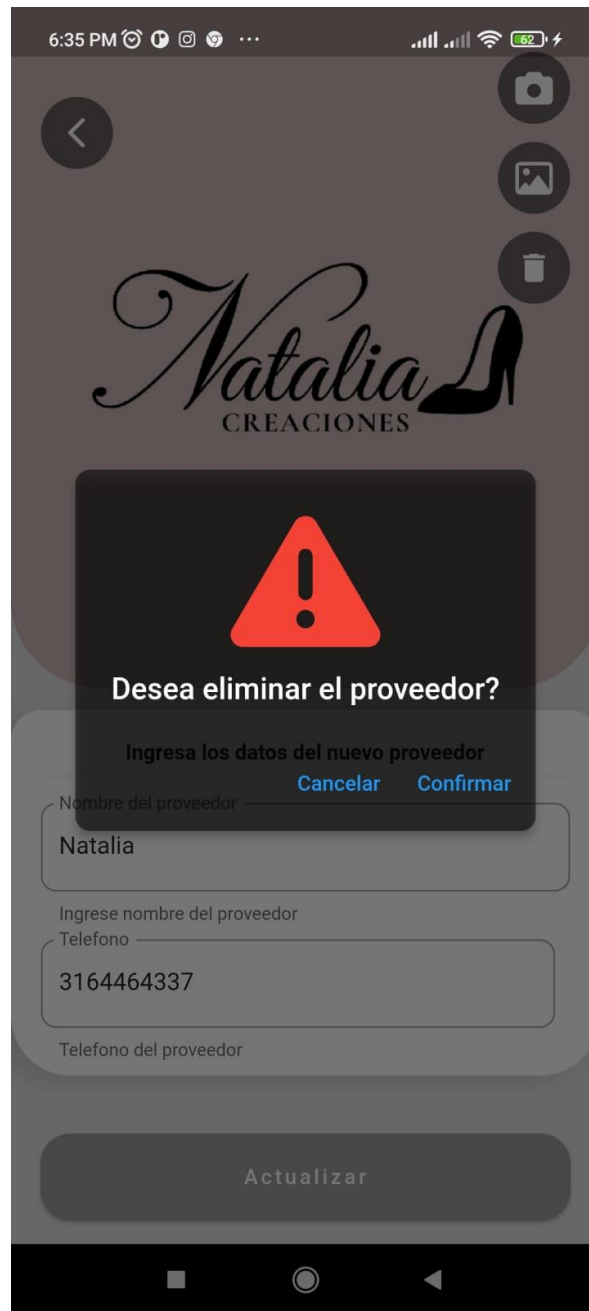 6:35 PM
62
Natalia
CREACIONES
Desea eliminar el proveedor?
Ingresa los datos del nuevo proveedor
Cancelar Confirmar
Nombre del proveedor
Natalia
Ingrese nombre del proveedor
Telefono
3164464337
Telefono del proveedor
Actualizar